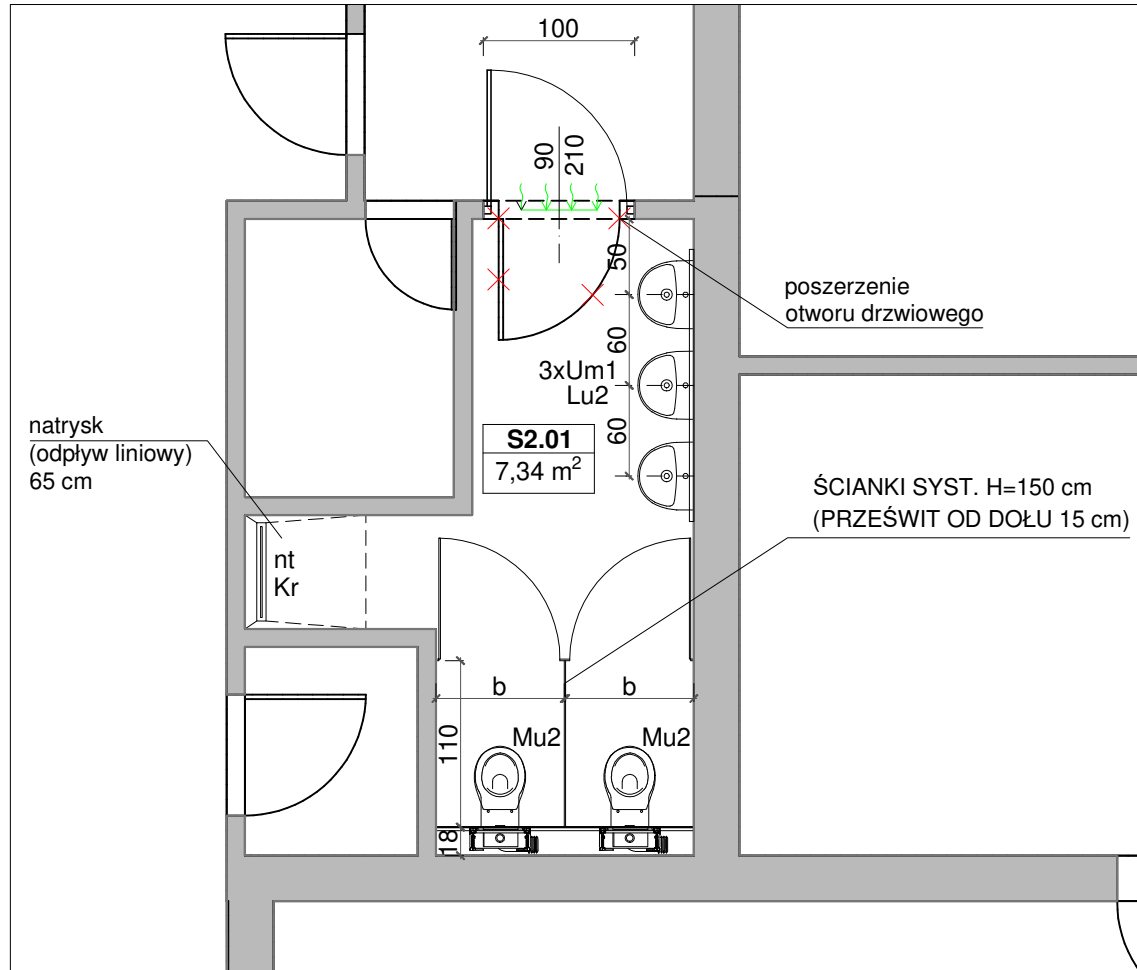 100
90
210
50
poszerzenie
otworu drzwiowego
60
3xUm1
Lu2
60
S2.01
7,34 m²
natrysk
(odpływ liniowy)
65 cm
ŚCIANKI SYST. H=150 cm
(PRZEŚWIT OD DOŁU 15 cm)
nt
Kr
b
b
110
Mu2
Mu2
18